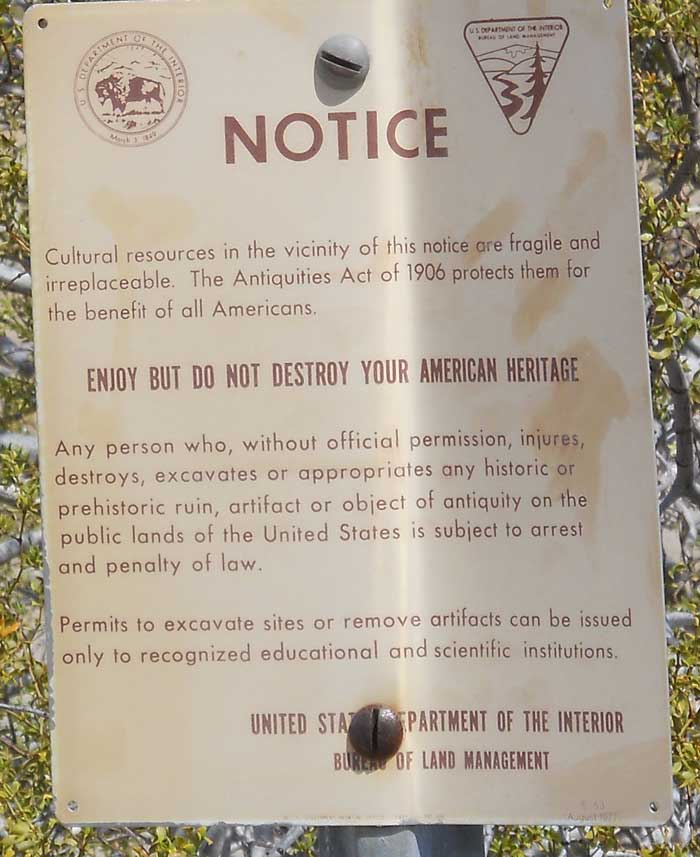 U.S. DEPARTMENT OF THE INTERIOR
March 3, 1849
U.S. DEPARTMENT OF THE INTERIOR
BUREAU OF LAND MANAGEMENT
NOTICE
Cultural resources in the vicinity of this notice are fragile and
irreplaceable. The Antiquities Act of 1906 protects them for
the benefit of all Americans.
ENJOY BUT DO NOT DESTROY YOUR AMERICAN HERITAGE
Any person who, without official permission, injures,
destroys, excavates or appropriates any historic or
prehistoric ruin, artifact or object of antiquity on the
public lands of the United States is subject to arrest
and penalty of law.
Permits to excavate sites or remove artifacts can be issued
only to recognized educational and scientific institutions.
UNITED STATES DEPARTMENT OF THE INTERIOR
BUREAU OF LAND MANAGEMENT